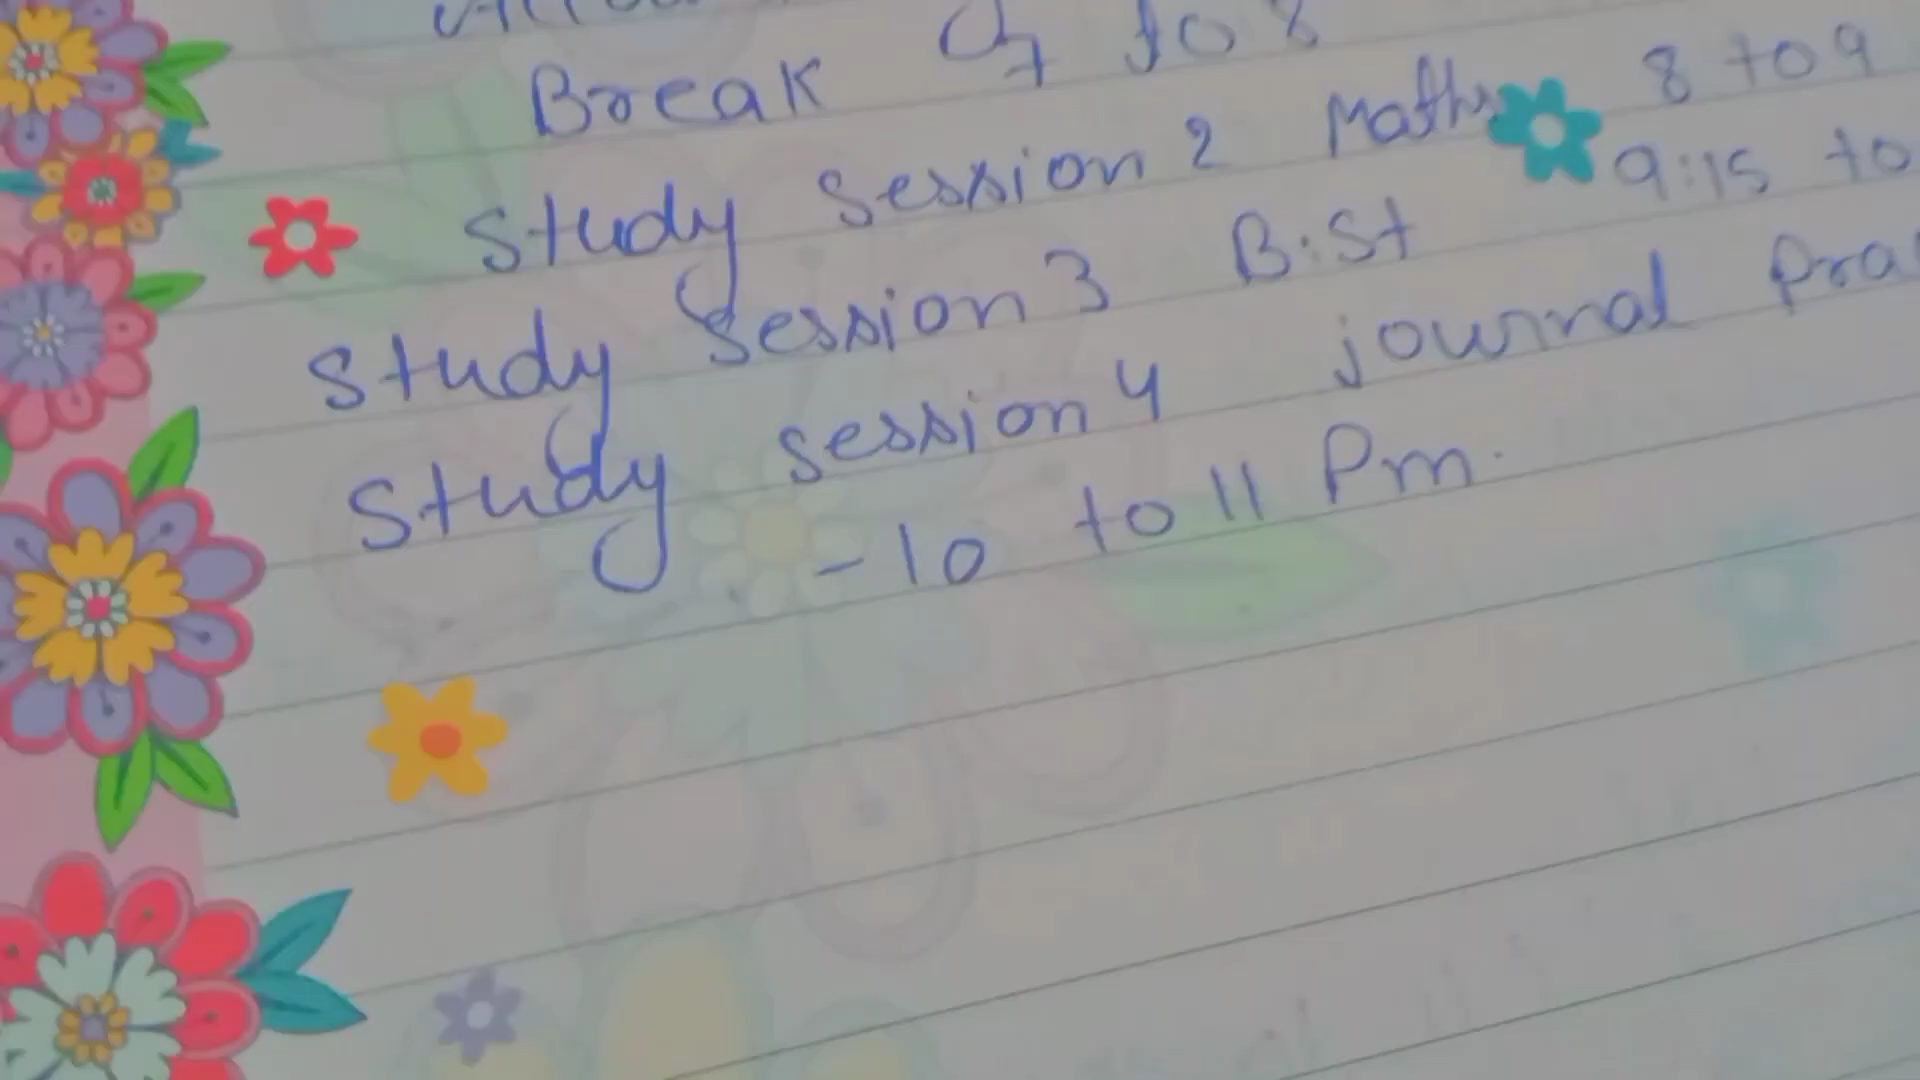 Break 7 to 8
Study Session 2 Maths 8 to 9
Study Session 3 B.St 9:15 to
Study session 4 journal
- 10 to 11 Pm.